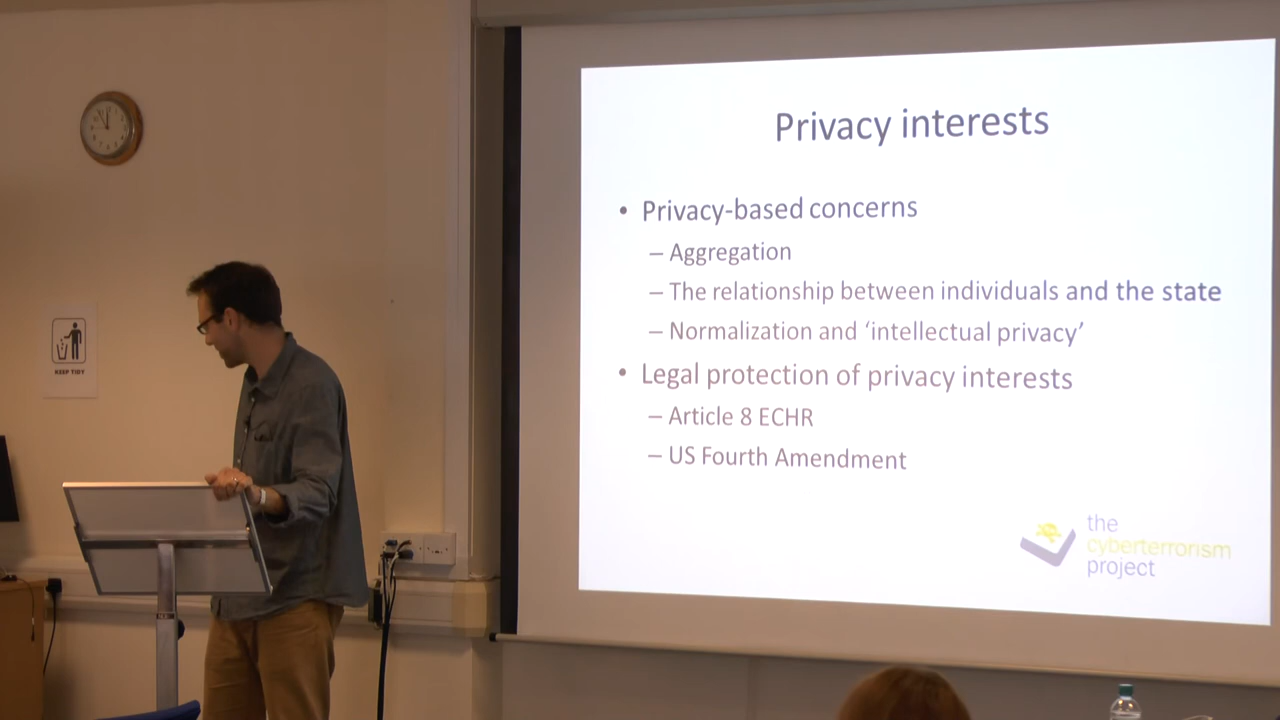 KEEP TIDY
Privacy interests
• Privacy-based concerns
– Aggregation
– The relationship between individuals and the state
– Normalization and ‘intellectual privacy’
• Legal protection of privacy interests
– Article 8 ECHR
– US Fourth Amendment
the
cyberterrorism
project